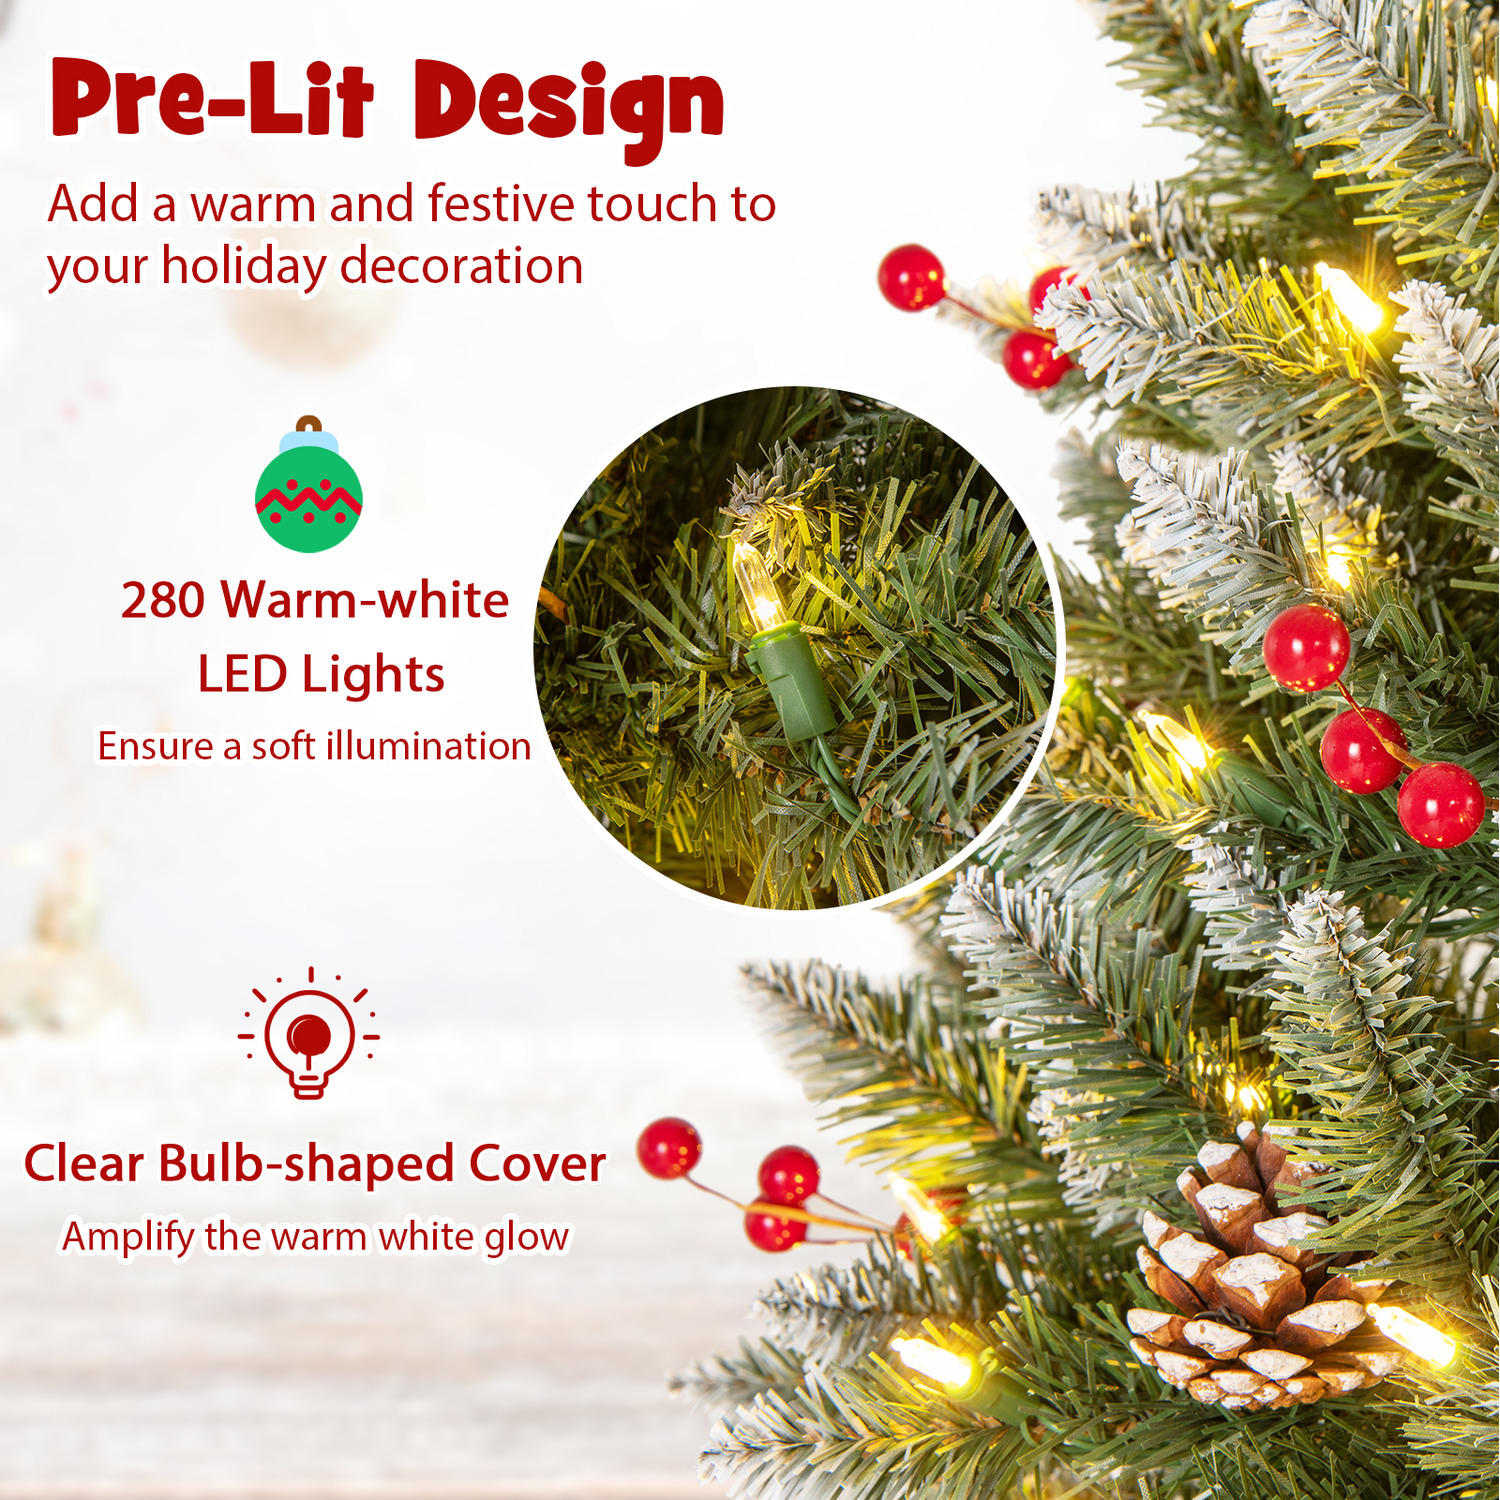 Pre-Lit Design
Add a warm and festive touch to
your holiday decoration
280 Warm-white
LED Lights
Ensure a soft illumination
Clear Bulb-shaped Cover
Amplify the warm white glow